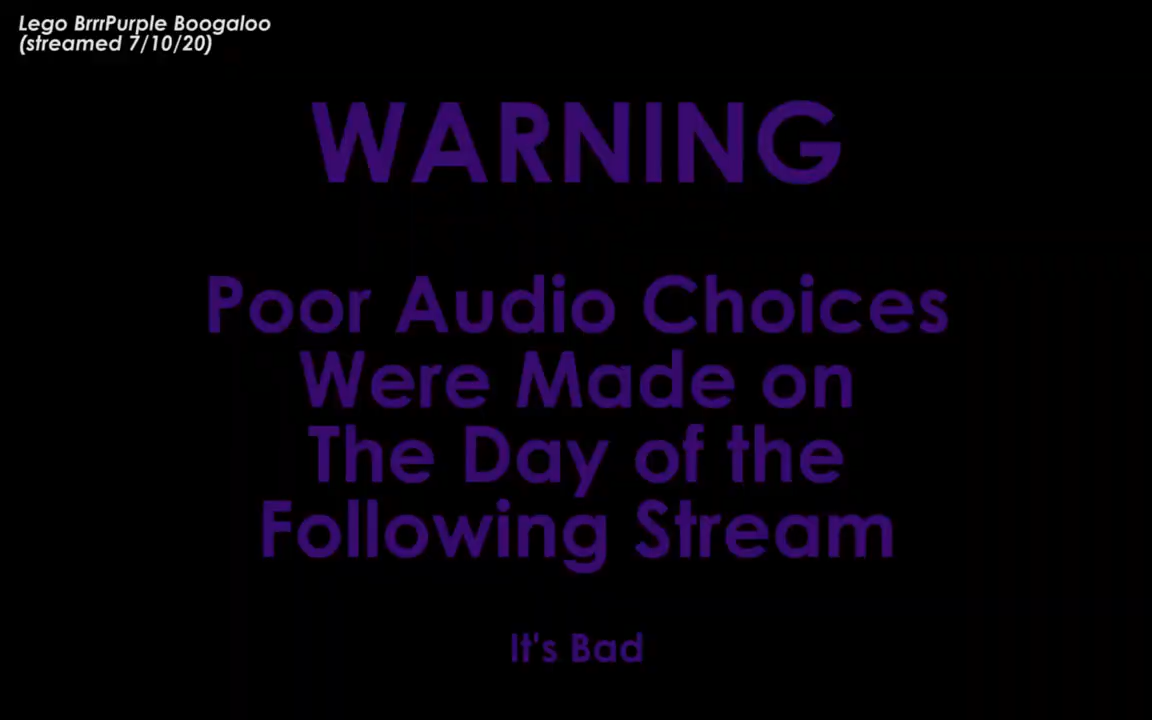 Lego BrrrPurple Boogaloo
(streamed 7/10/20)
WARNING
Poor Audio Choices
Were Made on
The Day of the
Following Stream
It's Bad